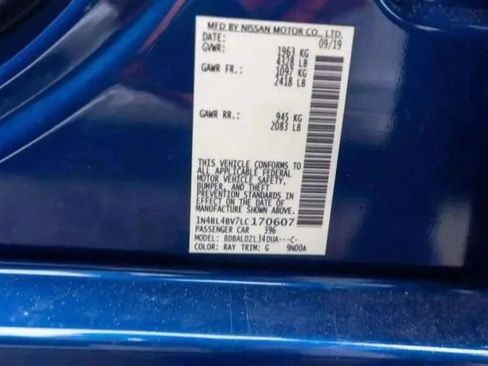 MFD BY NISSAN MOTOR CO., LTD.
DATE: 09/19
GVWR: 1963 KG
4328 LB
GAWR FR.: 1097 KG
2418 LB
GAWR RR.: 945 KG
2083 LB
THIS VEHICLE CONFORMS TO
ALL APPLICABLE FEDERAL
MOTOR VEHICLE SAFETY,
BUMPER, AND THEFT
PREVENTION STANDARDS IN
EFFECT ON THE DATE OF
MANUFACTURE SHOWN ABOVE.
1N4BL4BV7LC170607
PASSENGER CAR 396
MODEL: BDBALDZL34DUA---C-
COLOR: RAY TRIM: G 9N00A